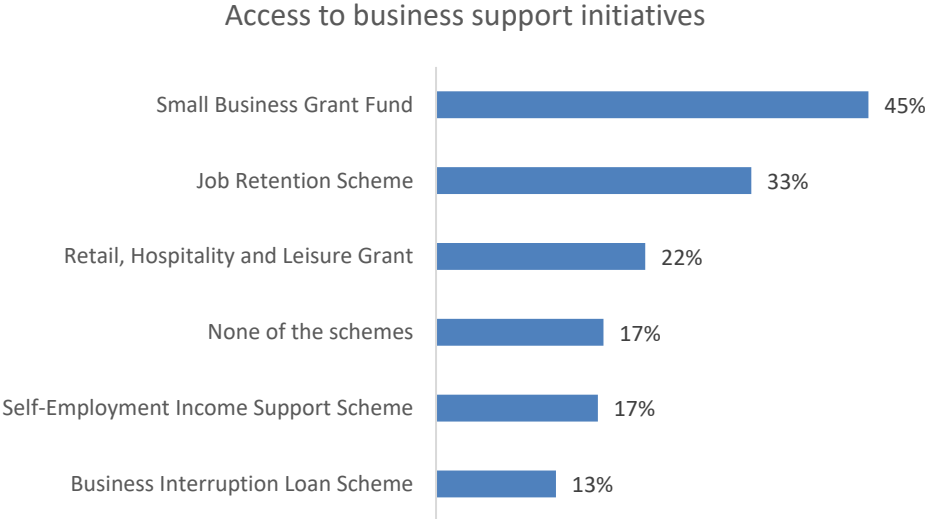 Access to business support initiatives
Small Business Grant Fund 45%
Job Retention Scheme 33%
Retail, Hospitality and Leisure Grant 22%
None of the schemes 17%
Self-Employment Income Support Scheme 17%
Business Interruption Loan Scheme 13%